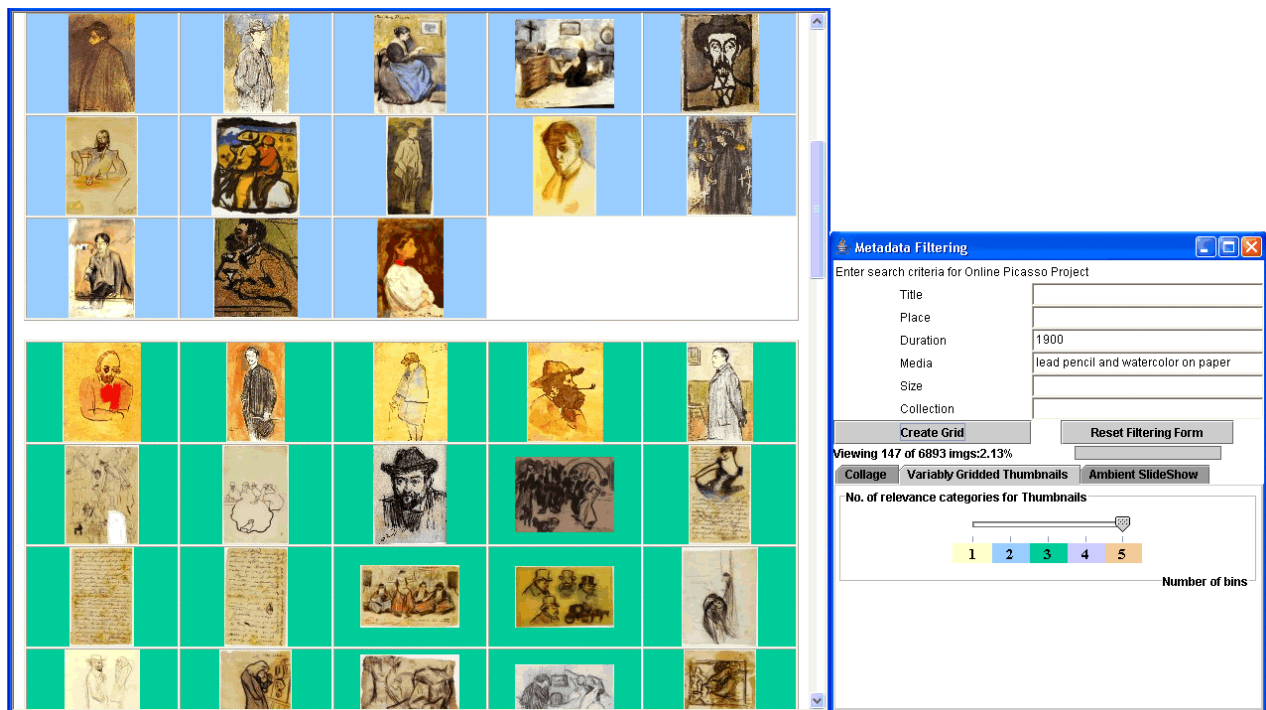 Metadata Filtering
Enter search criteria for Online Picasso Project
Title
Place
Duration 1900
Media lead pencil and watercolor on paper
Size
Collection
Create Grid Reset Filtering Form
Viewing 147 of 6893 imgs:2.13%
Collage Variably Gridded Thumbnails Ambient SlideShow
No. of relevance categories for Thumbnails
1 2 3 4 5
Number of bins